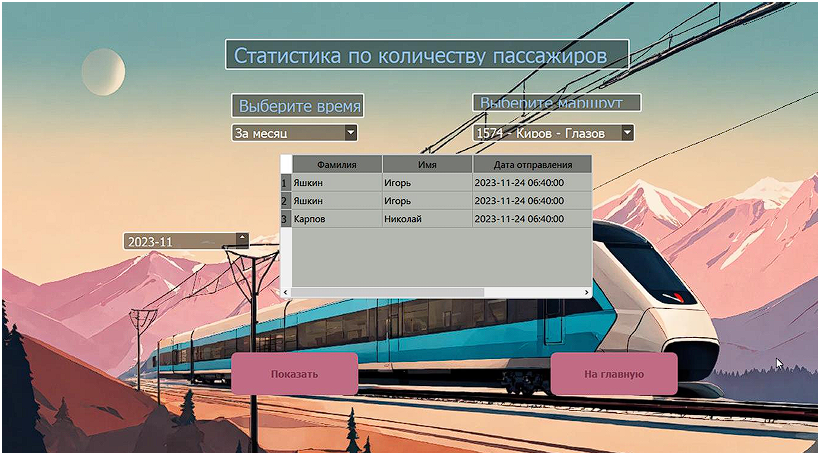 Статистика по количеству пассажиров
Выберите время
Выберите маршрут
За месяц
1574 - Киров - Глазов
Фамилия Имя Дата отправления
1 Яшкин Игорь 2023-11-24 06:40:00
2 Яшкин Игорь 2023-11-24 06:40:00
3 Карпов Николай 2023-11-24 06:40:00
2023-11
Показать
На главную